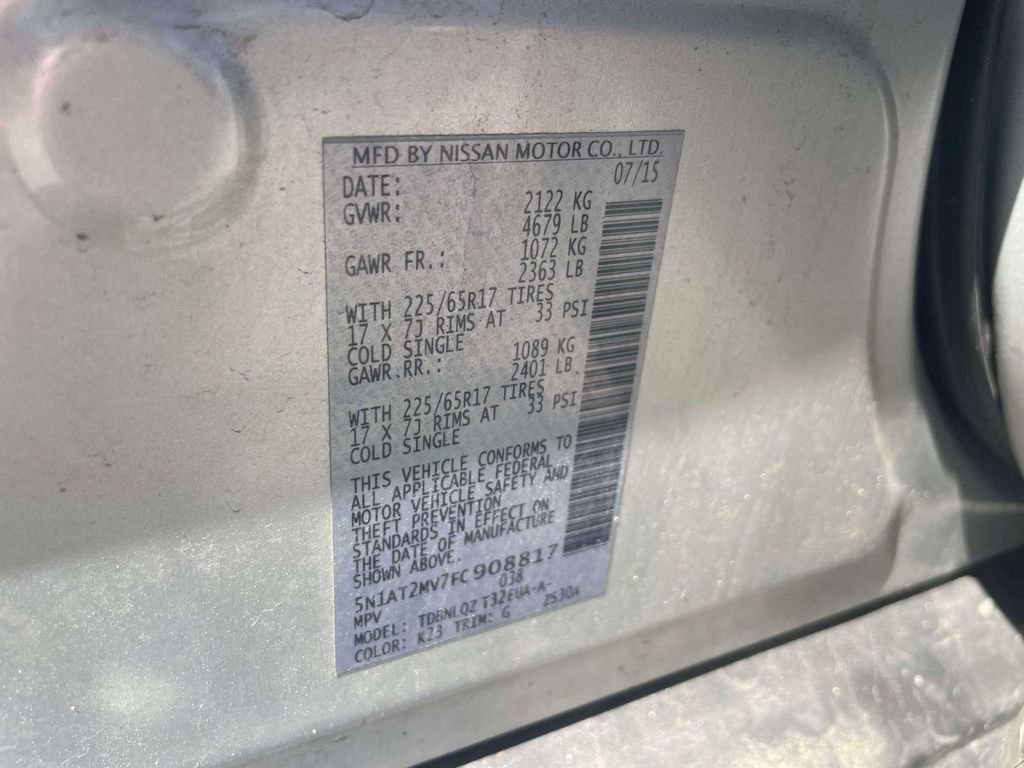 MFD BY NISSAN MOTOR CO., LTD.
DATE: 07/15
GVWR: 2122 KG
4679 LB
GAWR FR.: 1072 KG
2363 LB
WITH 225/65R17 TIRES
17 X 7J RIMS AT 33 PSI
COLD SINGLE
GAWR.RR.: 1089 KG
2401 LB.
WITH 225/65R17 TIRES
17 X 7J RIMS AT 33 PSI
COLD SINGLE
THIS VEHICLE CONFORMS TO
ALL APPLICABLE FEDERAL
MOTOR VEHICLE SAFETY AND
THEFT PREVENTION
STANDARDS IN EFFECT ON
THE DATE OF MANUFACTURE
SHOWN ABOVE.
5N1AT2MV7FC908817
MPV 038
MODEL: TDBNLQZ T32EUA-A-
COLOR: K23 TRIM: G ZS30A